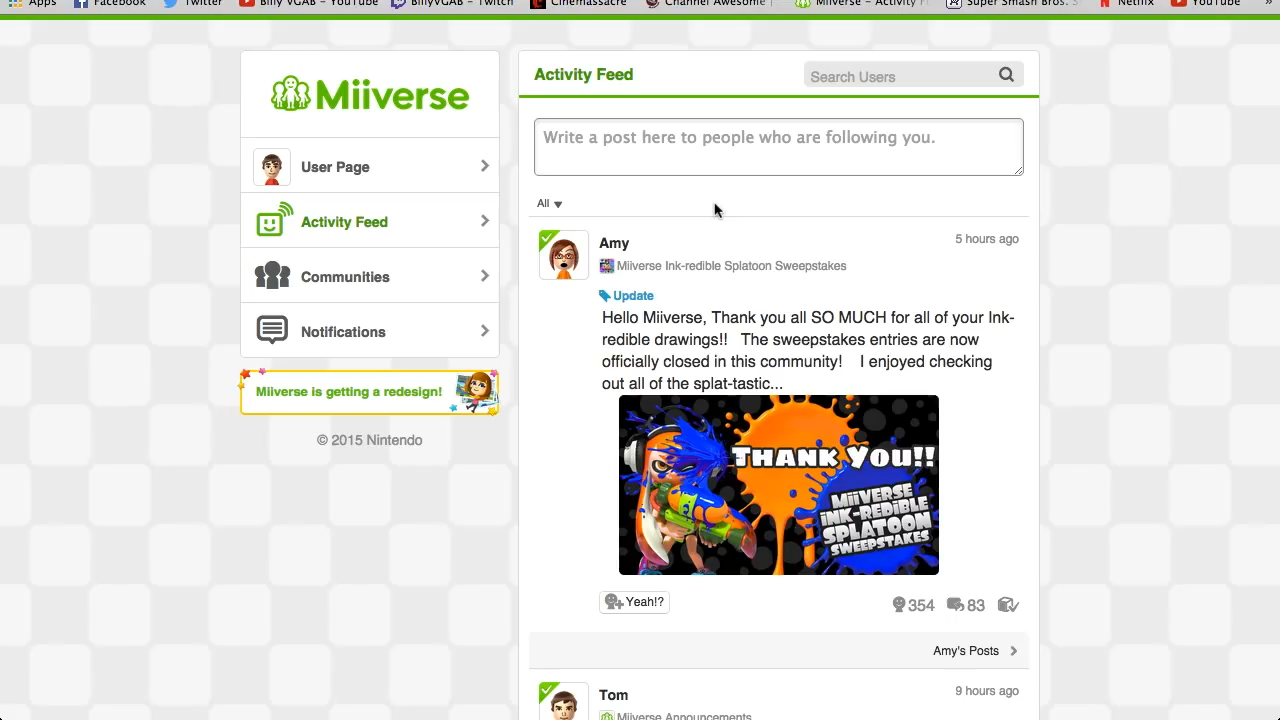 Apps Facebook Twitter Billy VGAB – YouTube BillyVGAB – Twitch Cinemassacre Channel Awesome Miiverse – Activity F Super Smash Bros. Netflix YouTube »
Miiverse
User Page
Activity Feed
Communities
Notifications
Miiverse is getting a redesign!
© 2015 Nintendo
Activity Feed
Search Users
Write a post here to people who are following you.
All
Amy
5 hours ago
Miiverse Ink-redible Splatoon Sweepstakes
Update
Hello Miiverse, Thank you all SO MUCH for all of your Ink-
redible drawings!! The sweepstakes entries are now
officially closed in this community! I enjoyed checking
out all of the splat-tastic...
THANK YOU!!
MiiVERSE
iNK-REDiBLE
SPLATOON
SWEEPSTAKES
Yeah!?
354
83
Amy's Posts
Tom
9 hours ago
Miiverse Announcements